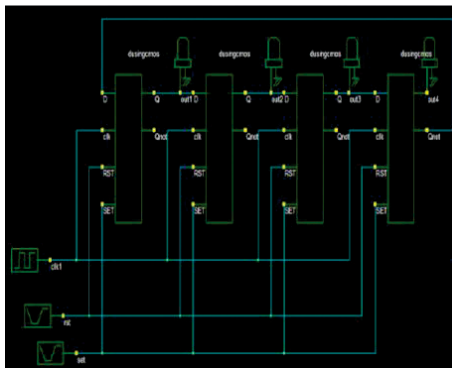 dusingcmos dusingcmos dusingcmos dusingcmos
D Q out1 D Q out2 D Q out3 D out4
clk Qnot clk Qnot clk Qnot clk Qnot
RST RST RST RST
SET SET SET SET
clk1
rst
set